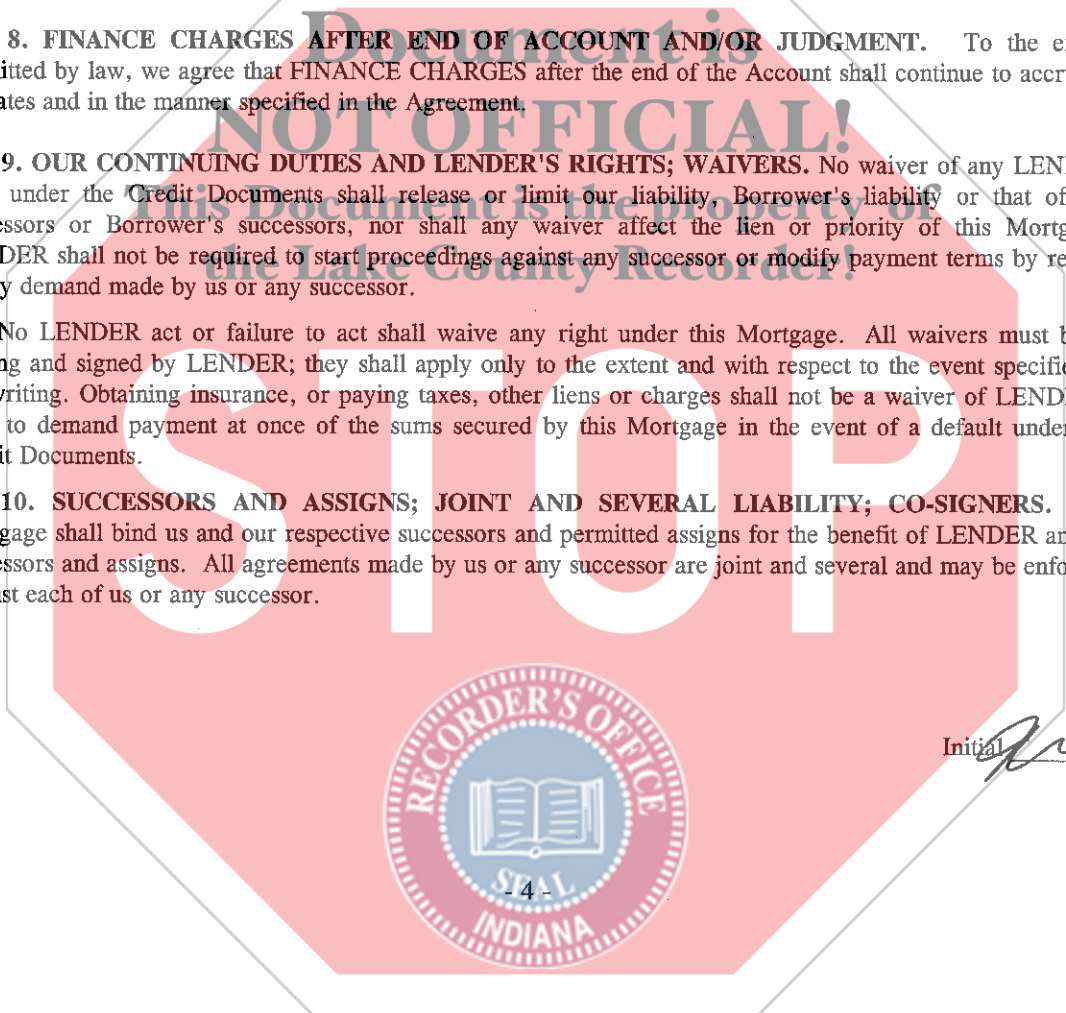 Document is
8. FINANCE CHARGES AFTER END OF ACCOUNT AND/OR JUDGMENT. To the e
itted by law, we agree that FINANCE CHARGES after the end of the Account shall continue to accr
ates and in the manner specified in the Agreement.
NOT OFFICIAL!
9. OUR CONTINUING DUTIES AND LENDER'S RIGHTS; WAIVERS. No waiver of any LEND
under the Credit Documents shall release or limit our liability, Borrower's liability or that of
This Document is the property of
essors or Borrower's successors, nor shall any waiver affect the lien or priority of this Mortg
DER shall not be required to start proceedings against any successor or modify payment terms by re
the Lake County Recorder!
y demand made by us or any successor.
No LENDER act or failure to act shall waive any right under this Mortgage. All waivers must b
ng and signed by LENDER; they shall apply only to the extent and with respect to the event specifie
riting. Obtaining insurance, or paying taxes, other liens or charges shall not be a waiver of LEND
to demand payment at once of the sums secured by this Mortgage in the event of a default under
it Documents.
STOP
10. SUCCESSORS AND ASSIGNS; JOINT AND SEVERAL LIABILITY; CO-SIGNERS.
gage shall bind us and our respective successors and permitted assigns for the benefit of LENDER an
essors and assigns. All agreements made by us or any successor are joint and several and may be enfo
st each of us or any successor.
Initial
RECORDER'S OFFICE
SEAL
- 4 -
INDIANA